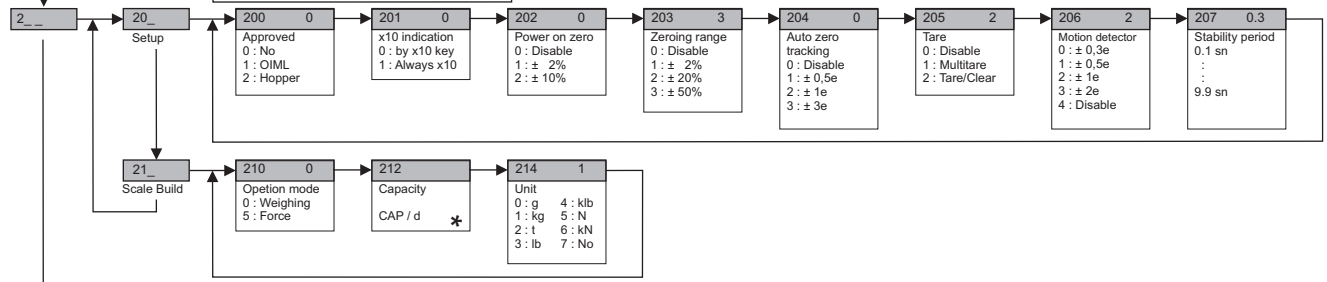 2_ _
20_
Setup
200 0
Approved
0 : No
1 : OIML
2 : Hopper
201 0
x10 indication
0 : by x10 key
1 : Always x10
202 0
Power on zero
0 : Disable
1 : ± 2%
2 : ± 10%
203 3
Zeroing range
0 : Disable
1 : ± 2%
2 : ± 20%
3 : ± 50%
204 0
Auto zero
tracking
0 : Disable
1 : ± 0,5e
2 : ± 1e
3 : ± 3e
205 2
Tare
0 : Disable
1 : Multitare
2 : Tare/Clear
206 2
Motion detector
0 : ± 0,3e
1 : ± 0,5e
2 : ± 1e
3 : ± 2e
4 : Disable
207 0.3
Stability period
0.1 sn
:
:
9.9 sn
21_
Scale Build
210 0
Opetion mode
0 : Weighing
5 : Force
212
Capacity
CAP / d *
214 1
Unit
0 : g 4 : klb
1 : kg 5 : N
2 : t 6 : kN
3 : lb 7 : No